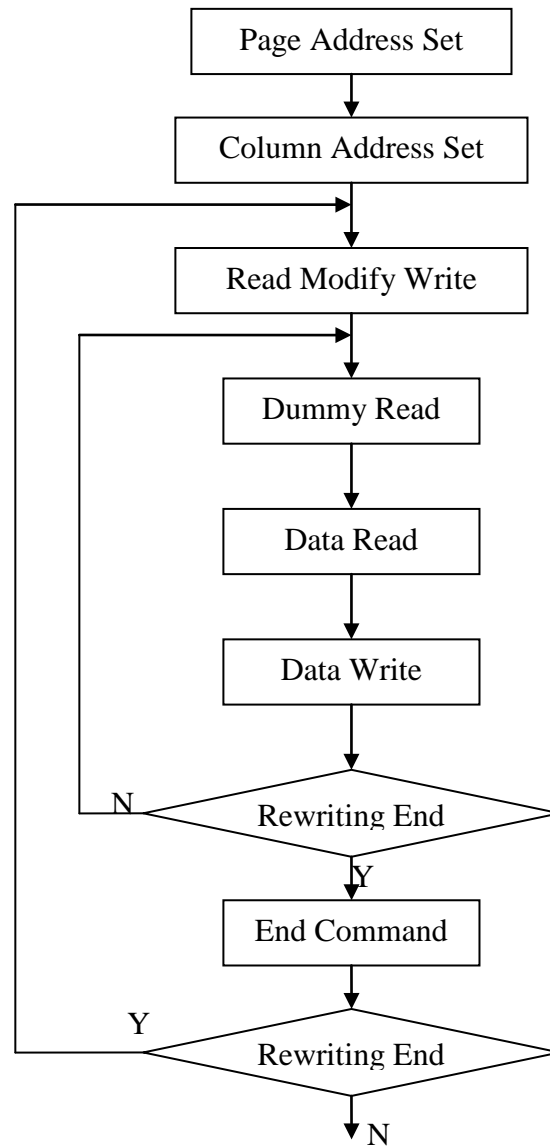 Page Address Set
Column Address Set
Read Modify Write
Dummy Read
Data Read
Data Write
N
Rewriting End
Y
End Command
Y
Rewriting End
N